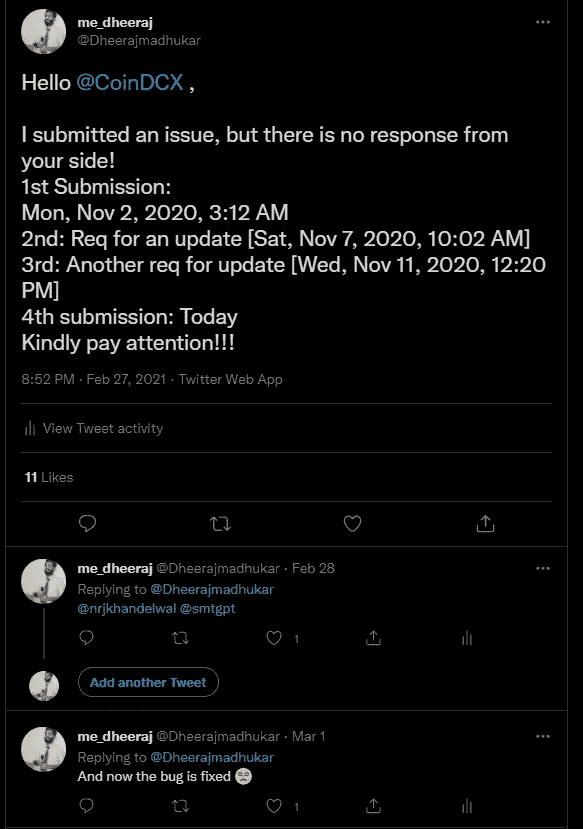 me_dheeraj
@Dheerajmadhukar
Hello @CoinDCX ,
I submitted an issue, but there is no response from
your side!
1st Submission:
Mon, Nov 2, 2020, 3:12 AM
2nd: Req for an update [Sat, Nov 7, 2020, 10:02 AM]
3rd: Another req for update [Wed, Nov 11, 2020, 12:20
PM]
4th submission: Today
Kindly pay attention!!!
8:52 PM · Feb 27, 2021 · Twitter Web App
View Tweet activity
11 Likes
me_dheeraj @Dheerajmadhukar · Feb 28
Replying to @Dheerajmadhukar
@nrjkhandelwal @smtgpt
1
Add another Tweet
me_dheeraj @Dheerajmadhukar · Mar 1
Replying to @Dheerajmadhukar
And now the bug is fixed
1